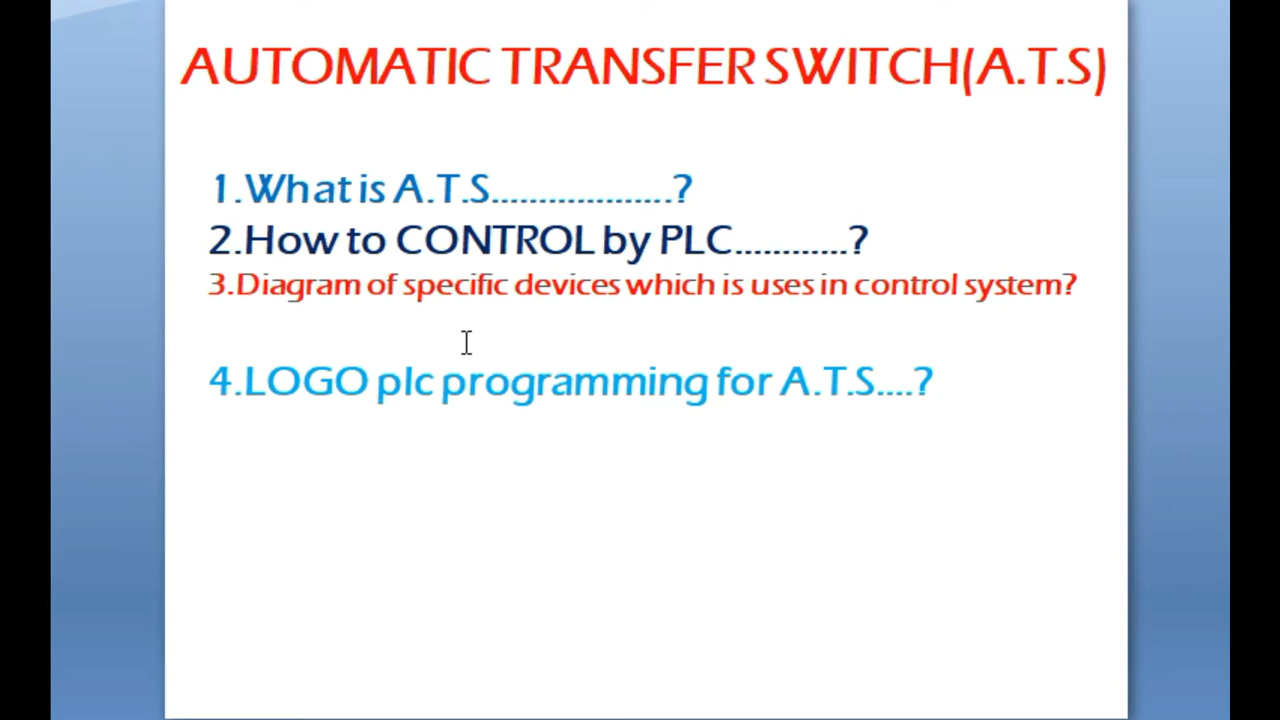 AUTOMATIC TRANSFER SWITCH(A.T.S)
1.What is A.T.S...................?
2.How to CONTROL by PLC............?
3.Diagram of specific devices which is uses in control system?
4.LOGO plc programming for A.T.S....?